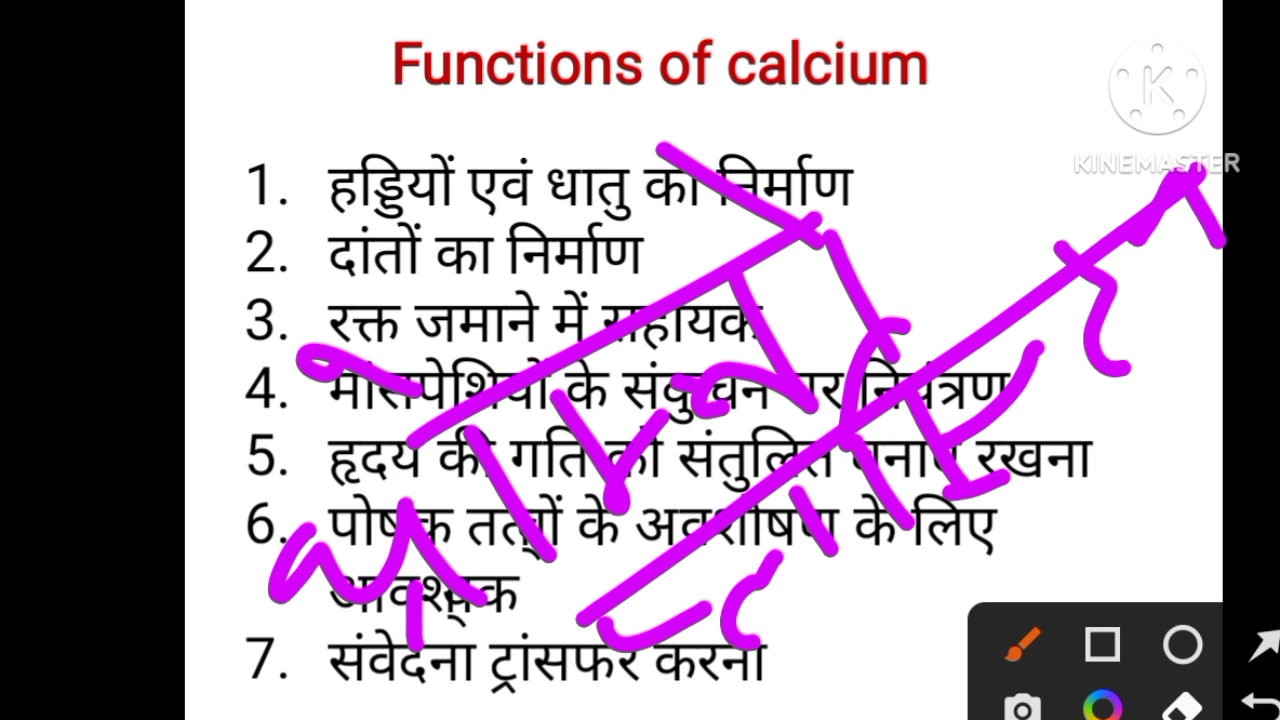 Functions of calcium
KINEMASTER
1. हड्डियों एवं धातु का निर्माण
2. दांतों का निर्माण
3. रक्त जमाने में सहायक
4. मांसपेशियों के संकुचन पर नियंत्रण
5. हृदय की गति को संतुलित बनाए रखना
6. पोषक तत्वों के अवशोषण के लिए
आवश्यक
7. संवेदना ट्रांसफर करना